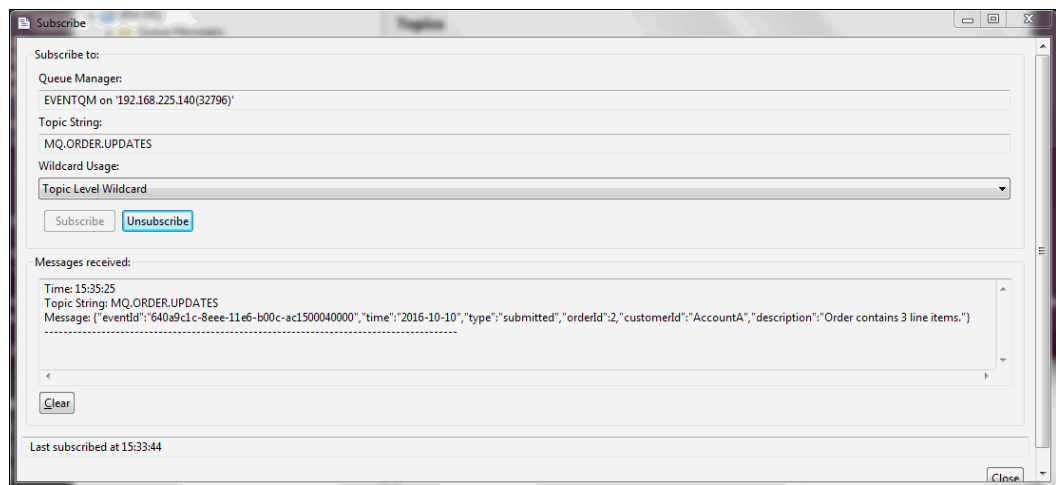 Topics
Subscribe
Subscribe to:
Queue Manager:
EVENTQM on '192.168.225.140(32796)'
Topic String:
MQ.ORDER.UPDATES
Wildcard Usage:
Topic Level Wildcard
Subscribe Unsubscribe
Messages received:
Time: 15:35:25
Topic String: MQ.ORDER.UPDATES
Message: {"eventId":"640a9c1c-8eee-11e6-b00c-ac1500040000","time":"2016-10-10","type":"submitted","orderId":2,"customerId":"AccountA","description":"Order contains 3 line items."}
--------------------------------------------------------------------------------------------
Clear
Last subscribed at 15:33:44
Close